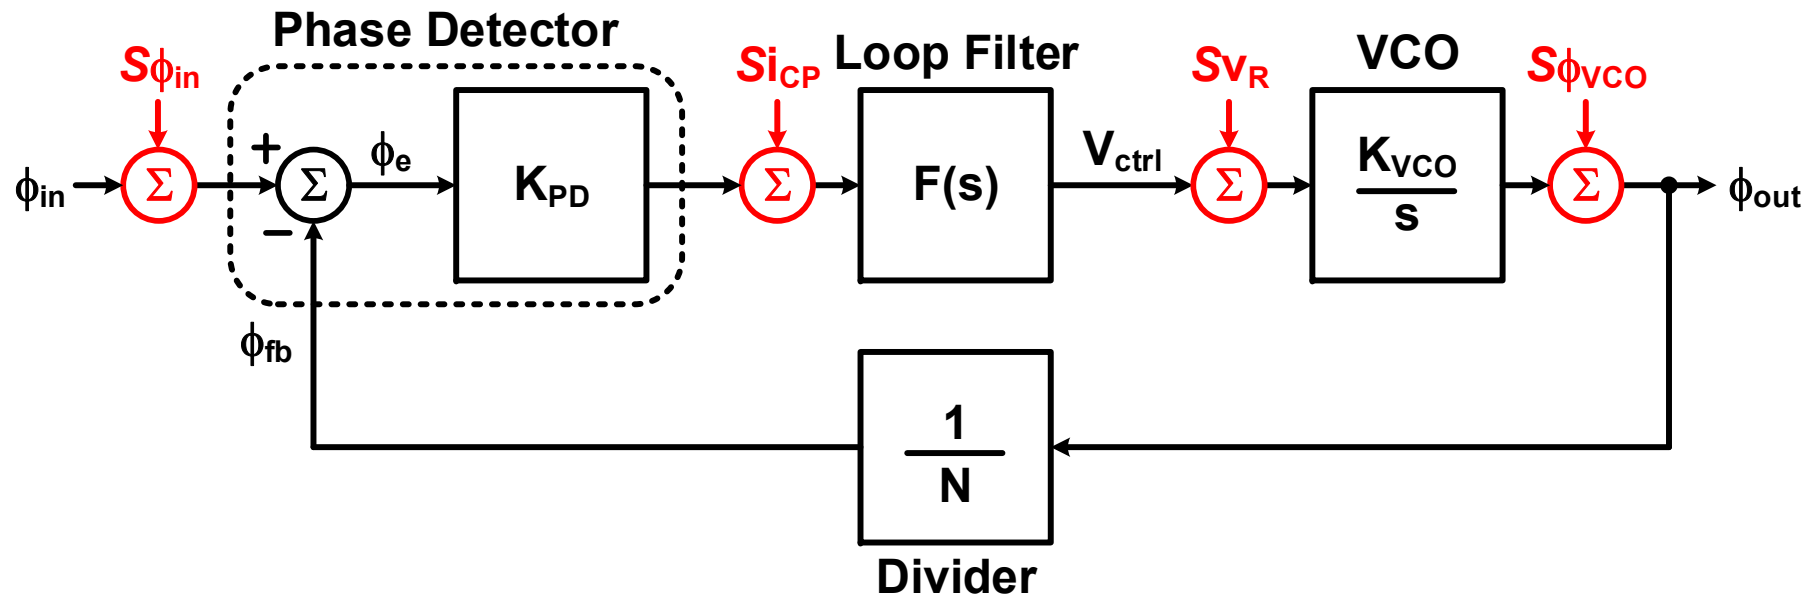 Phase Detector
Loop Filter
VCO
Sϕin
SiCP
SvR
SϕVCO
+
ϕe
Vctrl
ϕin
Σ
Σ
KPD
Σ
F(s)
Σ
KVCO
s
Σ
ϕout
−
ϕfb
1
N
Divider